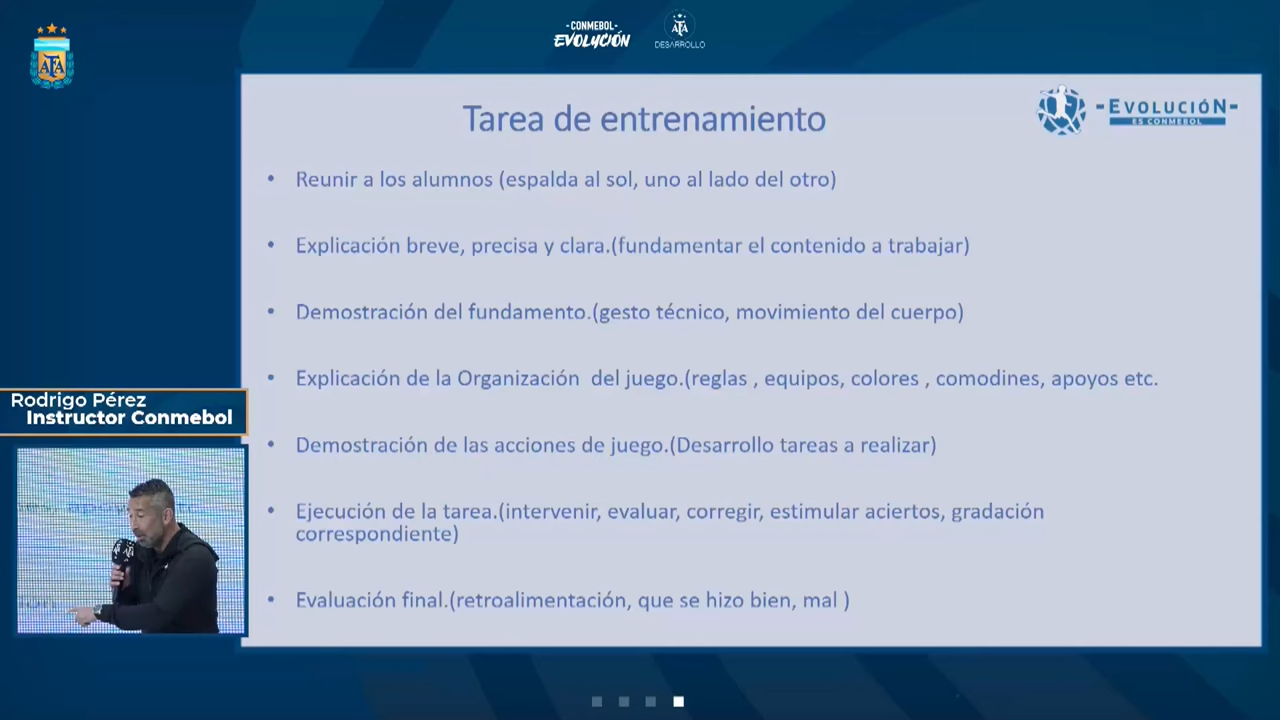 -CONMEBOL-
EVOLUCIÓN
AFA
DESARROLLO
AFA
Tarea de entrenamiento
-EVOLUCIÓN-
ES CONMEBOL
• Reunir a los alumnos (espalda al sol, uno al lado del otro)
• Explicación breve, precisa y clara.(fundamentar el contenido a trabajar)
• Demostración del fundamento.(gesto técnico, movimiento del cuerpo)
• Explicación de la Organización  del juego.(reglas , equipos, colores , comodines, apoyos etc.
• Demostración de las acciones de juego.(Desarrollo tareas a realizar)
• Ejecución de la tarea.(intervenir, evaluar, corregir, estimular aciertos, gradación
correspondiente)
• Evaluación final.(retroalimentación, que se hizo bien, mal )
Rodrigo Pérez
Instructor Conmebol